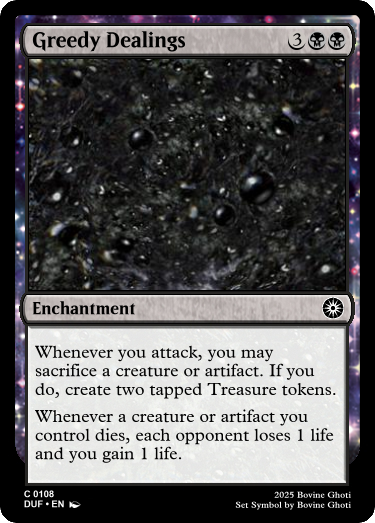 Greedy Dealings 3
Enchantment
Whenever you attack, you may
sacrifice a creature or artifact. If you
do, create two tapped Treasure tokens.
Whenever a creature or artifact you
control dies, each opponent loses 1 life
and you gain 1 life.
C 0108
DUF • EN
2025 Bovine Ghoti
Set Symbol by Bovine Ghoti